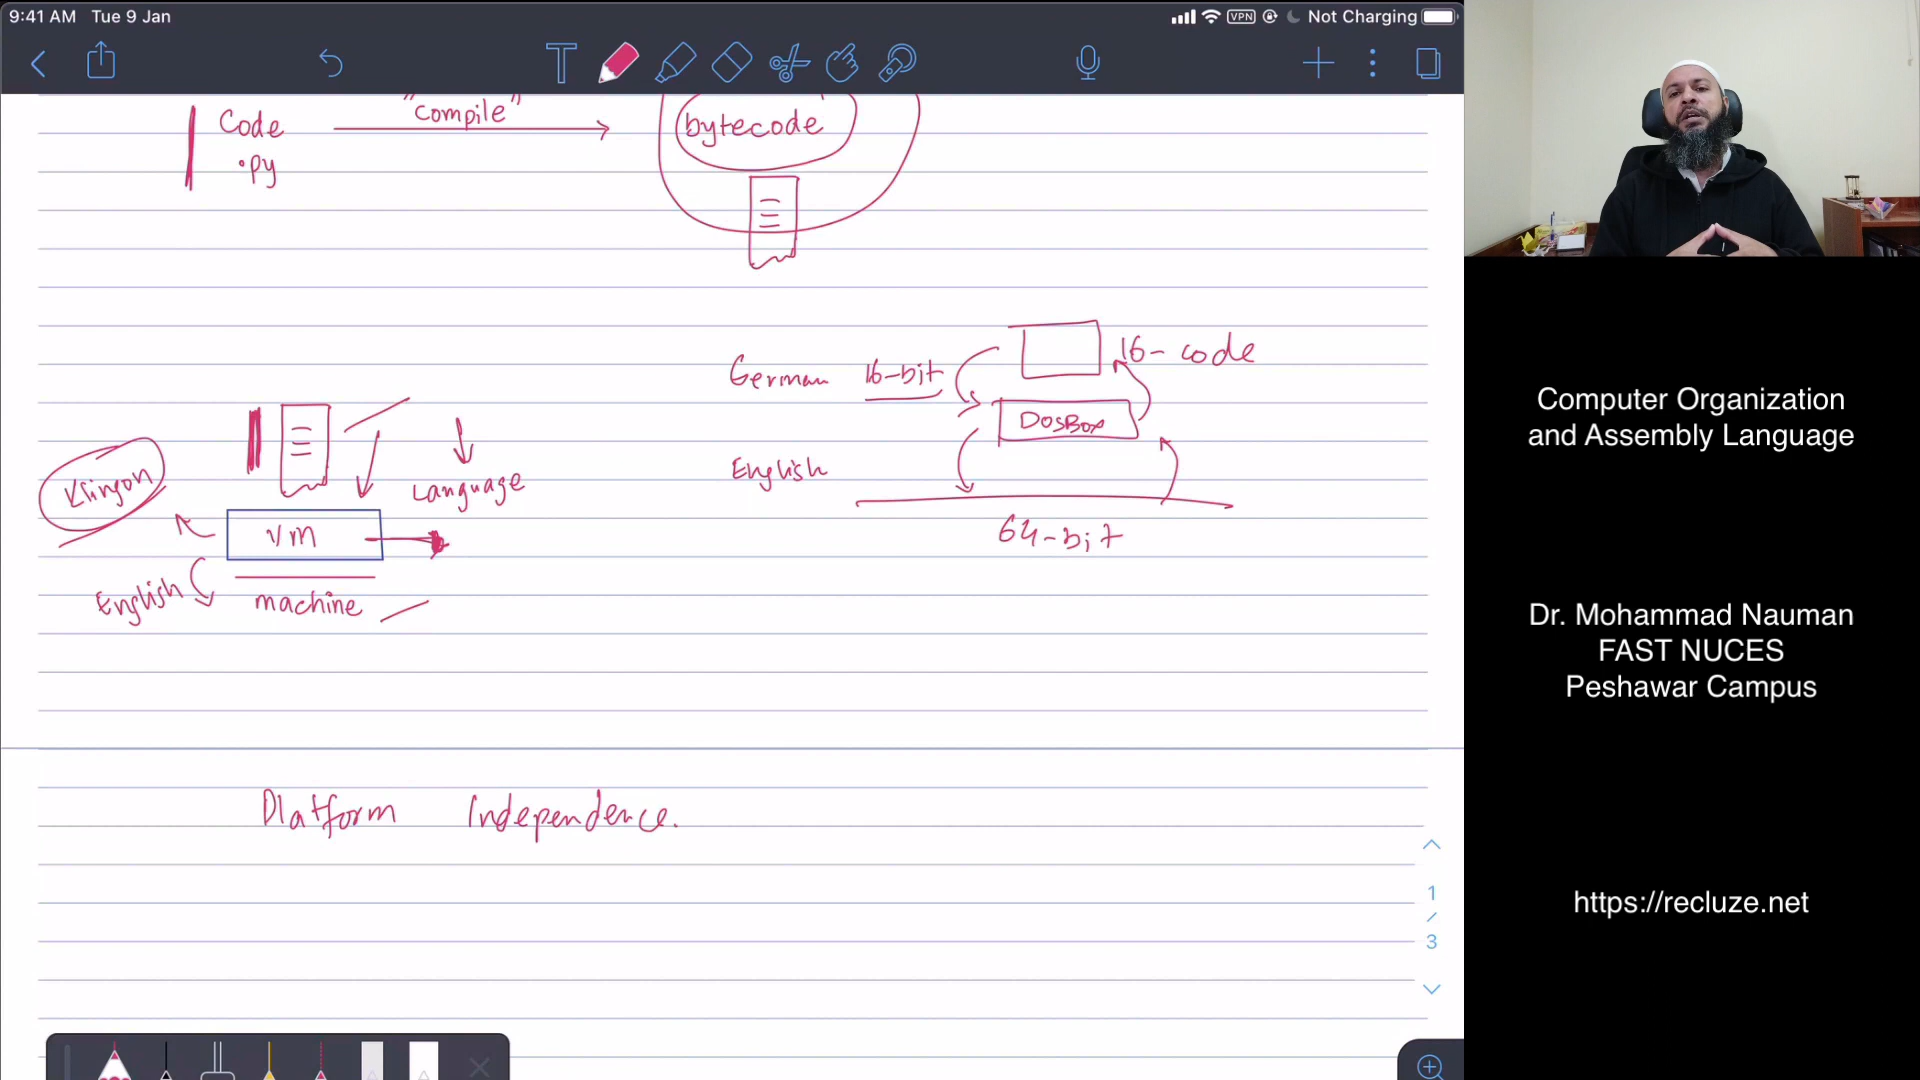 9:41 AM Tue 9 Jan
VPN Not Charging
"compile"
Code
.py
bytecode
German 16-bit
16- code
DosBox
English
64-bit
Klingon
Language
VM
English
machine
Platform Independence.
1
/
3
Computer Organization
and Assembly Language
Dr. Mohammad Nauman
FAST NUCES
Peshawar Campus
https://recluze.net